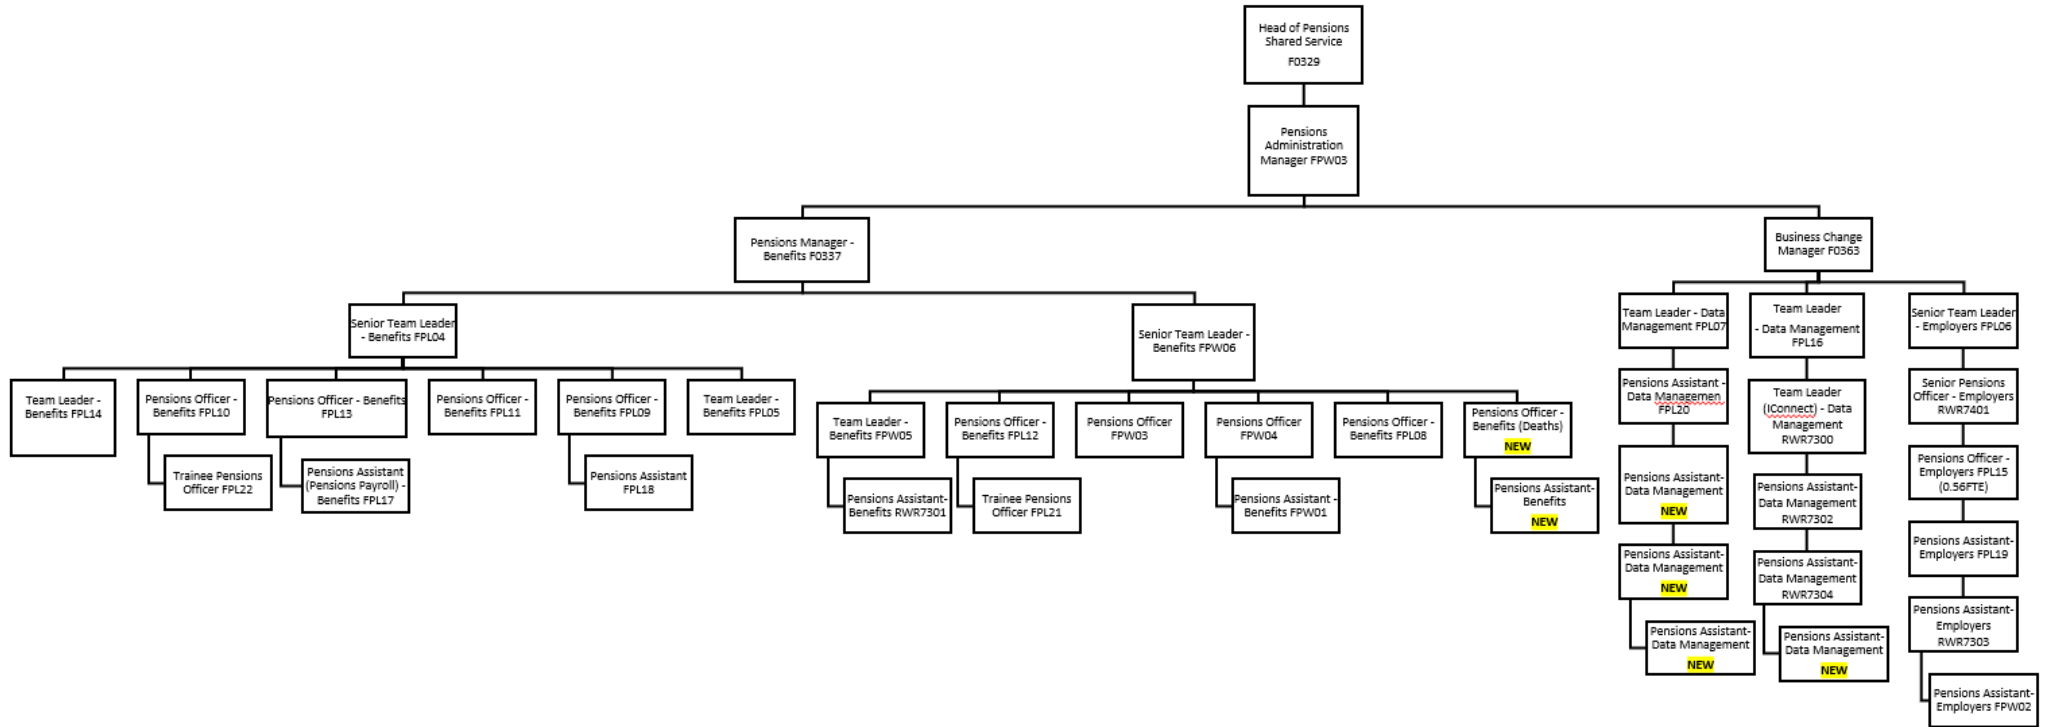 Head of Pensions
Shared Service
F0329
Pensions
Administration
Manager FPW03
Pensions Manager -
Benefits F0337
Business Change
Manager F0363
Senior Team Leader
- Benefits FPL04
Senior Team Leader -
Benefits FPW06
Team Leader - Data
Management FPL07
Team Leader
- Data Management
FPL16
Senior Team Leader
- Employers FPL06
Team Leader -
Benefits FPL14
Pensions Officer -
Benefits FPL10
Pensions Officer - Benefits
FPL13
Pensions Officer -
Benefits FPL11
Pensions Officer -
Benefits FPL09
Team Leader -
Benefits FPL05
Team Leader -
Benefits FPW05
Pensions Officer -
Benefits FPL12
Pensions Officer
FPW03
Pensions Officer
FPW04
Pensions Officer -
Benefits FPL08
Pensions Officer -
Benefits (Deaths)
NEW
Trainee Pensions
Officer FPL22
Pensions Assistant
(Pensions Payroll) -
Benefits FPL17
Pensions Assistant
FPL18
Pensions Assistant-
Benefits RWR7301
Trainee Pensions
Officer FPL21
Pensions Assistant -
Benefits FPW01
Pensions Assistant-
Benefits
NEW
Pensions Assistant -
Data Managemen
FPL20
Pensions Assistant-
Data Management
NEW
Pensions Assistant-
Data Management
NEW
Pensions Assistant-
Data Management
NEW
Team Leader
(IConnect) - Data
Management
RWR7300
Pensions Assistant-
Data Management
RWR7302
Pensions Assistant-
Data Management
RWR7304
Pensions Assistant-
Data Management
NEW
Senior Pensions
Officer - Employers
RWR7401
Pensions Officer -
Employers FPL15
(0.56FTE)
Pensions Assistant-
Employers FPL19
Pensions Assistant-
Employers
RWR7303
Pensions Assistant-
Employers FPW02